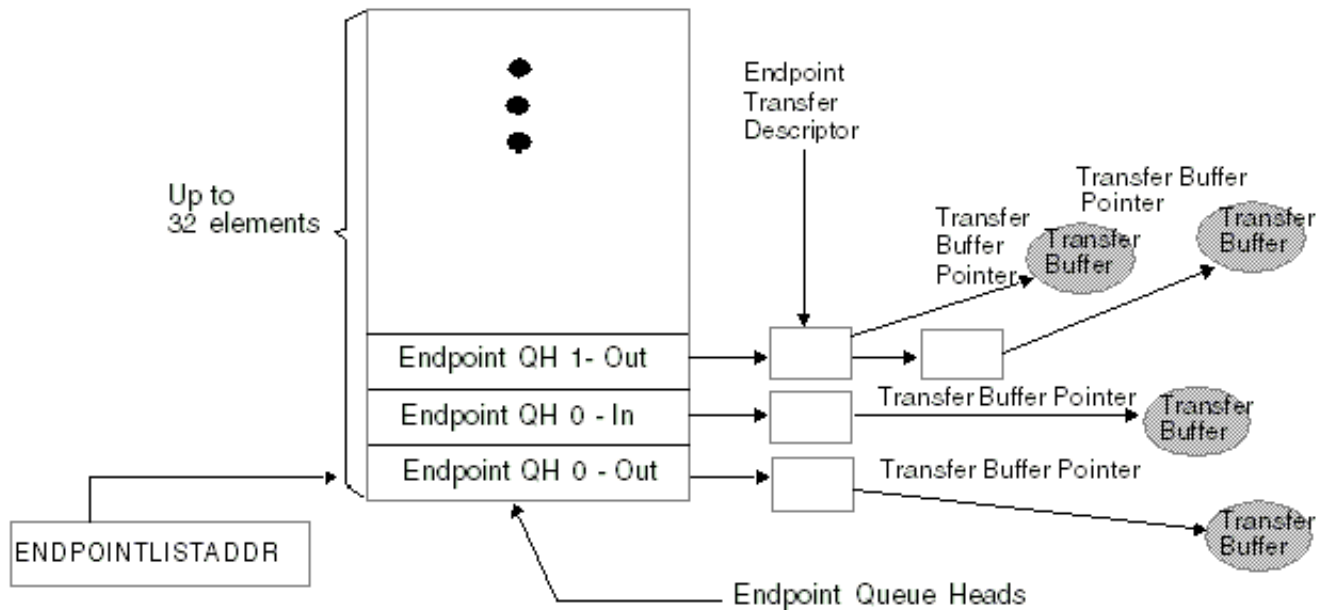 Endpoint
Transfer
Descriptor
Up to
32 elements
Transfer Buffer
Pointer
Transfer
Buffer
Pointer
Transfer
Buffer
Transfer
Buffer
Endpoint QH 1- Out
Endpoint QH 0 - In
Transfer Buffer Pointer
Transfer
Buffer
Endpoint QH 0 - Out
Transfer Buffer Pointer
Transfer
Buffer
ENDPOINTLISTADDR
Endpoint Queue Heads